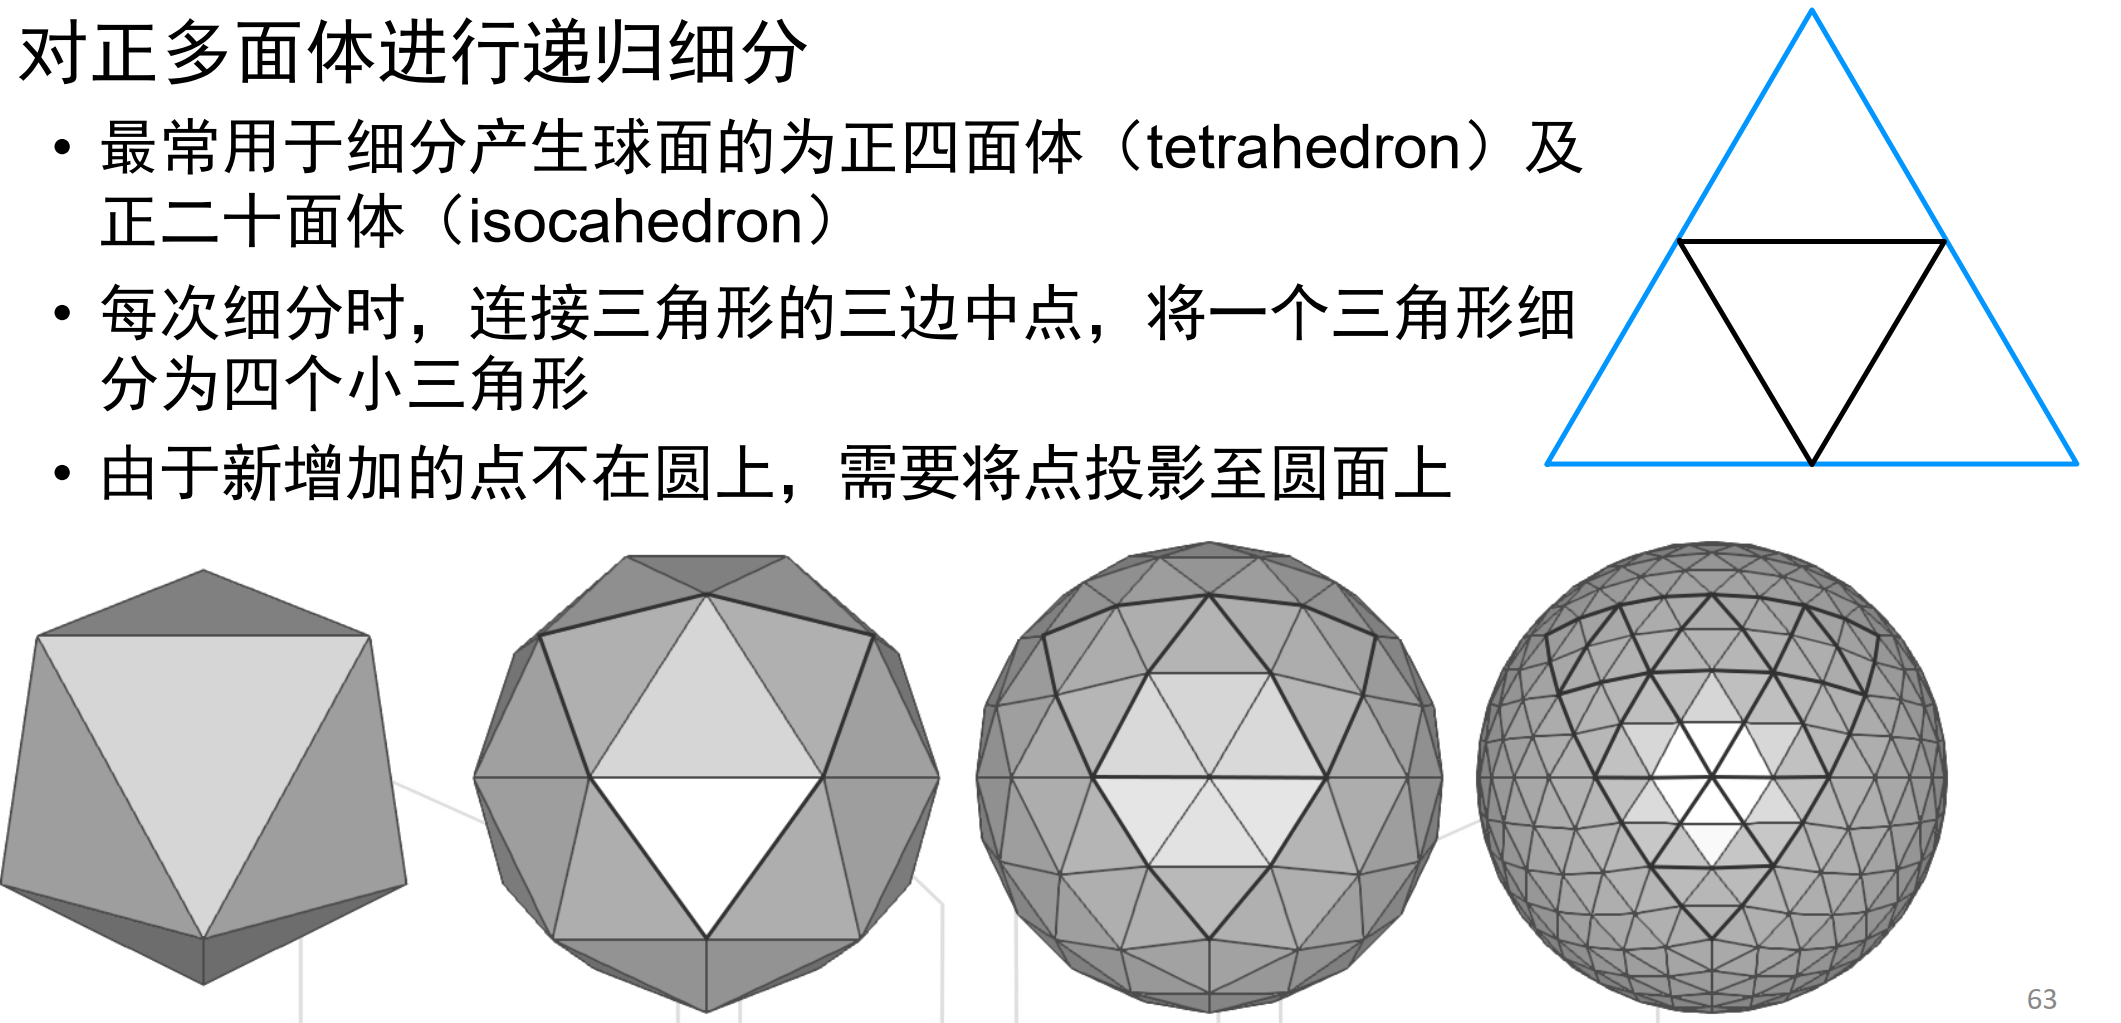 对正多面体进行递归细分
• 最常用于细分产生球面的为正四面体（tetrahedron）及
正二十面体（isocahedron）
• 每次细分时，连接三角形的三边中点，将一个三角形细
分为四个小三角形
• 由于新增加的点不在圆上，需要将点投影至圆面上
63